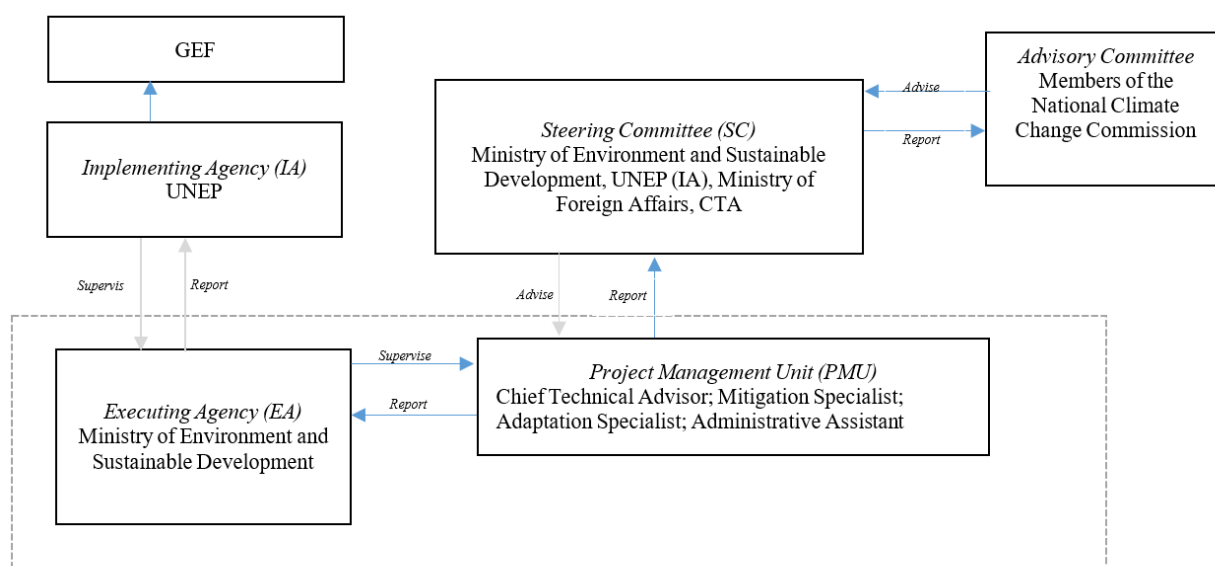 GEF
Implementing Agency (IA)
UNEP
Steering Committee (SC)
Ministry of Environment and Sustainable
Development, UNEP (IA), Ministry of
Foreign Affairs, CTA
Advisory Committee
Members of the
National Climate
Change Commission
Advise
Report
Supervis
Report
Advise
Report
Executing Agency (EA)
Ministry of Environment and
Sustainable Development
Supervise
Report
Project Management Unit (PMU)
Chief Technical Advisor; Mitigation Specialist;
Adaptation Specialist; Administrative Assistant